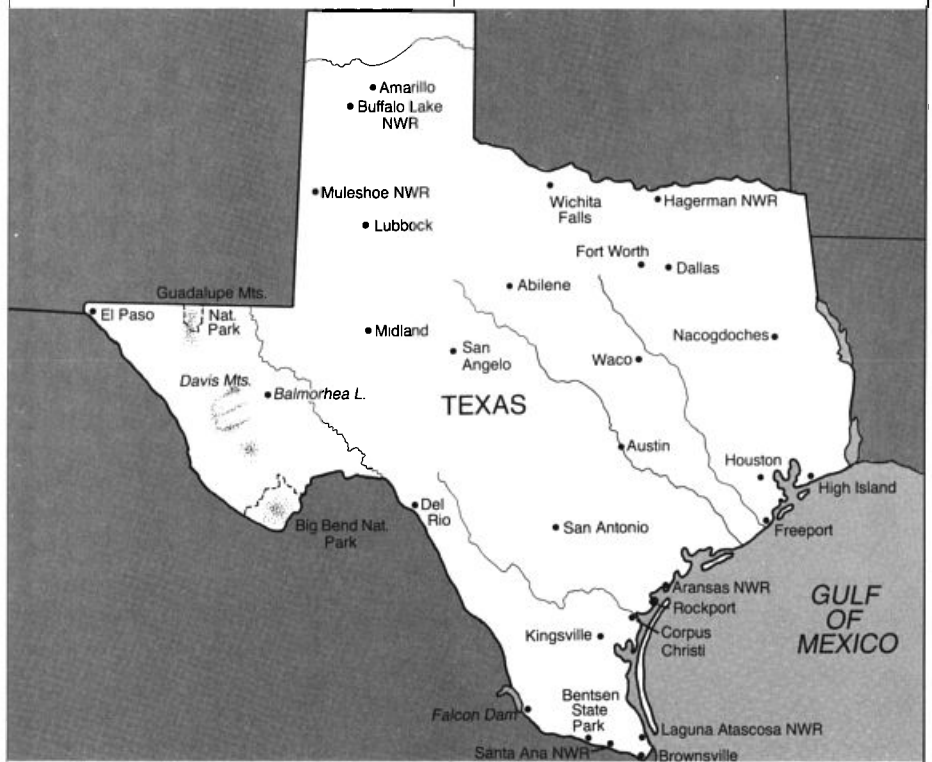 Amarillo
Buffalo Lake
NWR
Muleshoe NWR
Lubbock
Wichita
Falls
Hagerman NWR
Fort Worth
Dallas
Abilene
Guadalupe Mts.
Nat.
Park
El Paso
Midland
San
Angelo
Nacogdoches
Waco
Davis Mts.
Balmorhea L.
TEXAS
Austin
Houston
High Island
Del
Rio
Big Bend Nat.
Park
San Antonio
Freeport
Aransas NWR
Rockport
GULF
OF
MEXICO
Kingsville
Corpus
Christi
Bentsen
State
Park
Falcon Dam
Laguna Atascosa NWR
Santa Ana NWR
Brownsville